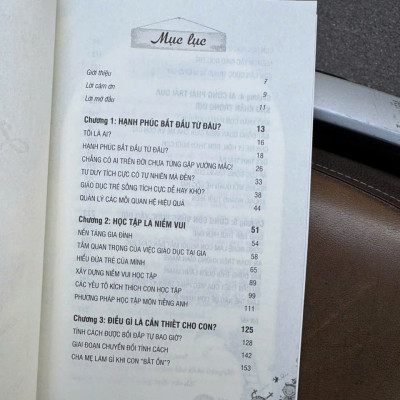 Mục lục
Giới thiệu 7
Lời cảm ơn 9
Lời mở đầu 11
Chương 1: HẠNH PHÚC BẮT ĐẦU TỪ ĐÂU? 13
TÔI LÀ AI? 16
HẠNH PHÚC BẮT ĐẦU TỪ ĐÂU? 18
CHẲNG CÓ AI TRÊN ĐỜI CHƯA TỪNG GẶP VƯỚNG MẮC! 26
TƯ DUY TÍCH CỰC CÓ TỰ NHIÊN MÀ ĐẾN? 33
GIÁO DỤC TRẺ SỐNG TÍCH CỰC DỄ HAY KHÓ? 38
QUẢN LÝ CÁC MỐI QUAN HỆ HIỆU QUẢ 44
Chương 2: HỌC TẬP LÀ NIỀM VUI 51
NỀN TẢNG GIA ĐÌNH 54
TẦM QUAN TRỌNG CỦA VIỆC GIÁO DỤC TẠI GIA 58
HIỂU ĐỨA TRẺ CỦA MÌNH 65
XÂY DỰNG NIỀM VUI HỌC TẬP 89
CÁC YẾU TỐ KÍCH THÍCH CON HỌC TẬP 99
PHƯƠNG PHÁP HỌC TẬP MÔN TIẾNG ANH 111
Chương 3: ĐIỀU GÌ LÀ CẦN THIẾT CHO CON? 125
TÍNH CÁCH ĐƯỢC BỒI ĐẮP TỰ BAO GIỜ? 128
GIAI ĐOẠN CHUYỂN ĐỔI TÍNH CÁCH 142
CHA MẸ LÀM GÌ KHI CON "BẤT ỔN"? 153